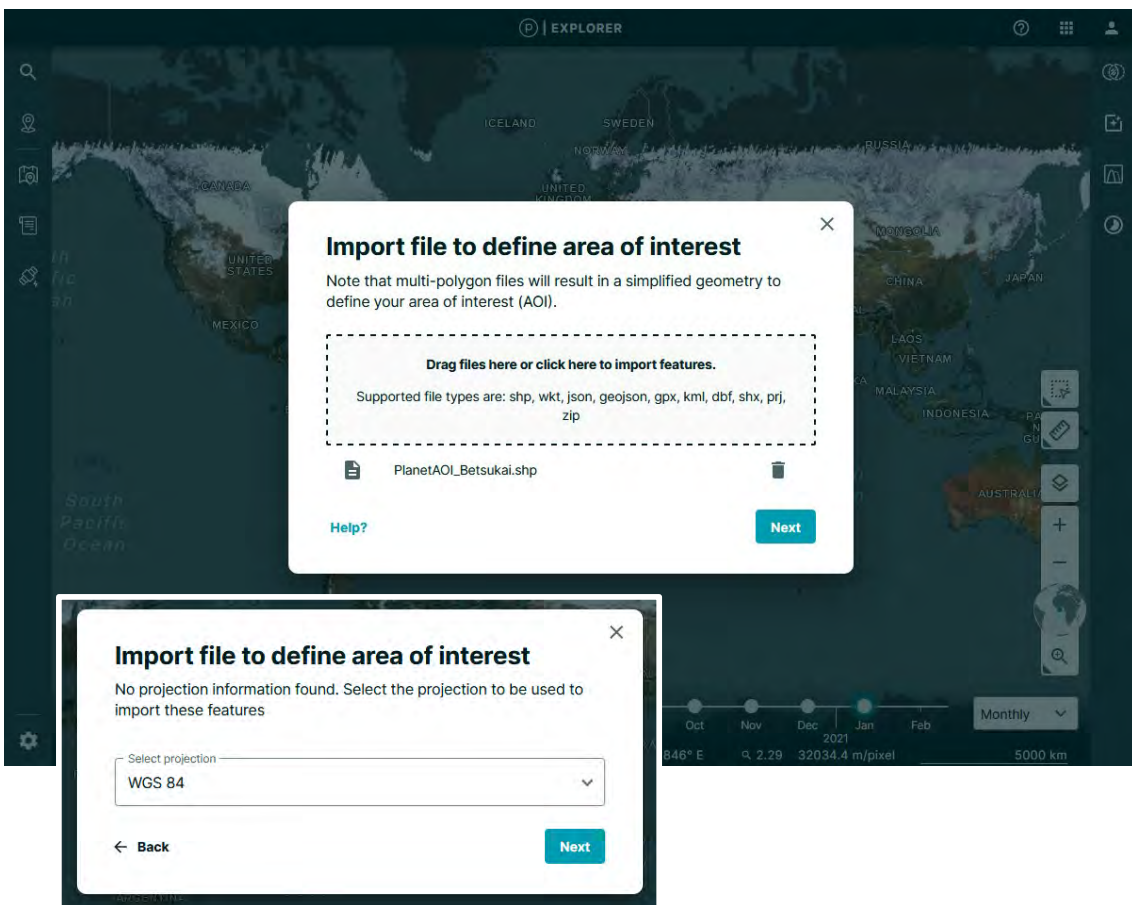 EXPLORER
ICELAND
SWEDEN
NORWAY
RUSSIA
CANADA
UNITED
KINGDOM
UNITED
STATES
MONGOLIA
CHINA
JAPAN
MEXICO
LAOS
VIETNAM
MALAYSIA
INDONESIA
AUSTRALIA
South
Pacific
Ocean
Import file to define area of interest
Note that multi-polygon files will result in a simplified geometry to
define your area of interest (AOI).
Drag files here or click here to import features.
Supported file types are: shp, wkt, json, geojson, gpx, kml, dbf, shx, prj,
zip
PlanetAOI_Betsukai.shp
Help?
Next
Import file to define area of interest
No projection information found. Select the projection to be used to
import these features
Select projection
WGS 84
Back
Next
Oct Nov Dec Jan Feb
2021
Monthly
846° E 2.29 32034.4 m/pixel 5000 km
ARGENTINA